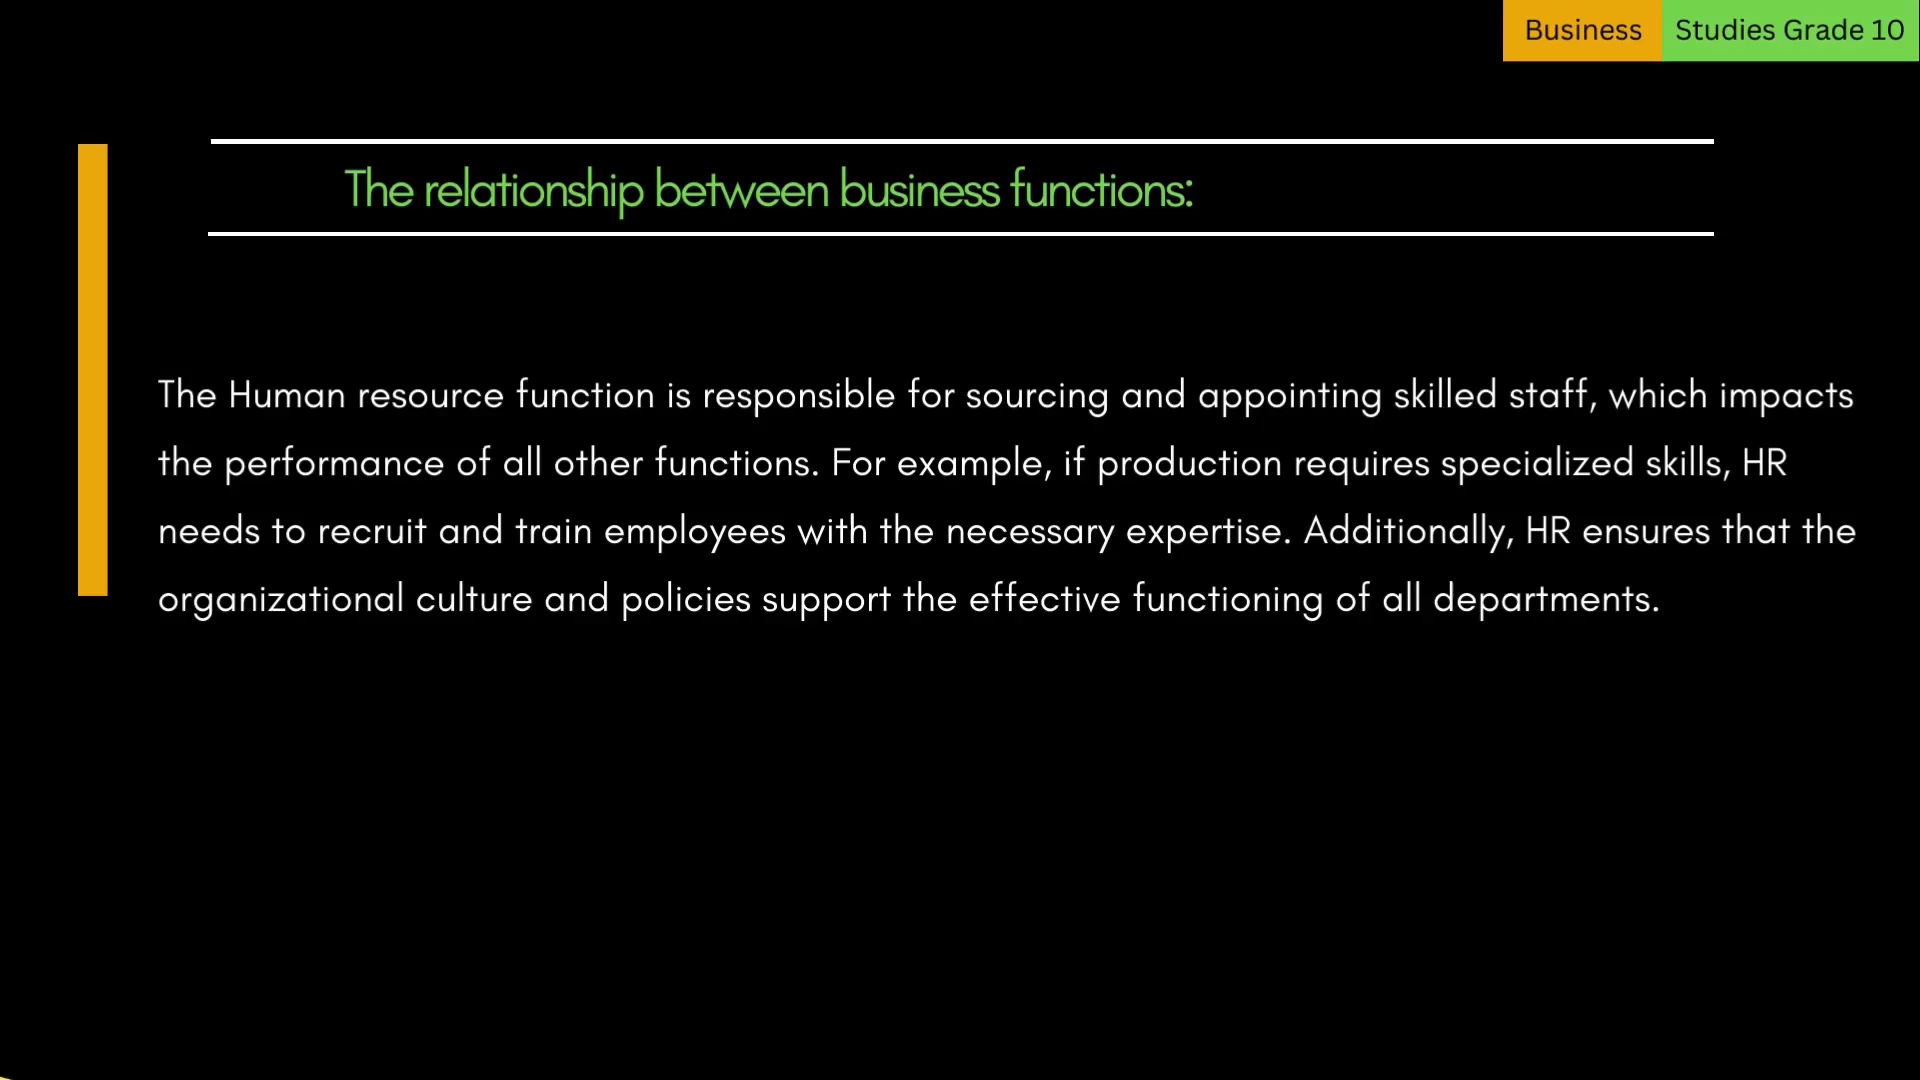 Business Studies Grade 10
The relationship between business functions:
The Human resource function is responsible for sourcing and appointing skilled staff, which impacts
the performance of all other functions. For example, if production requires specialized skills, HR
needs to recruit and train employees with the necessary expertise. Additionally, HR ensures that the
organizational culture and policies support the effective functioning of all departments.